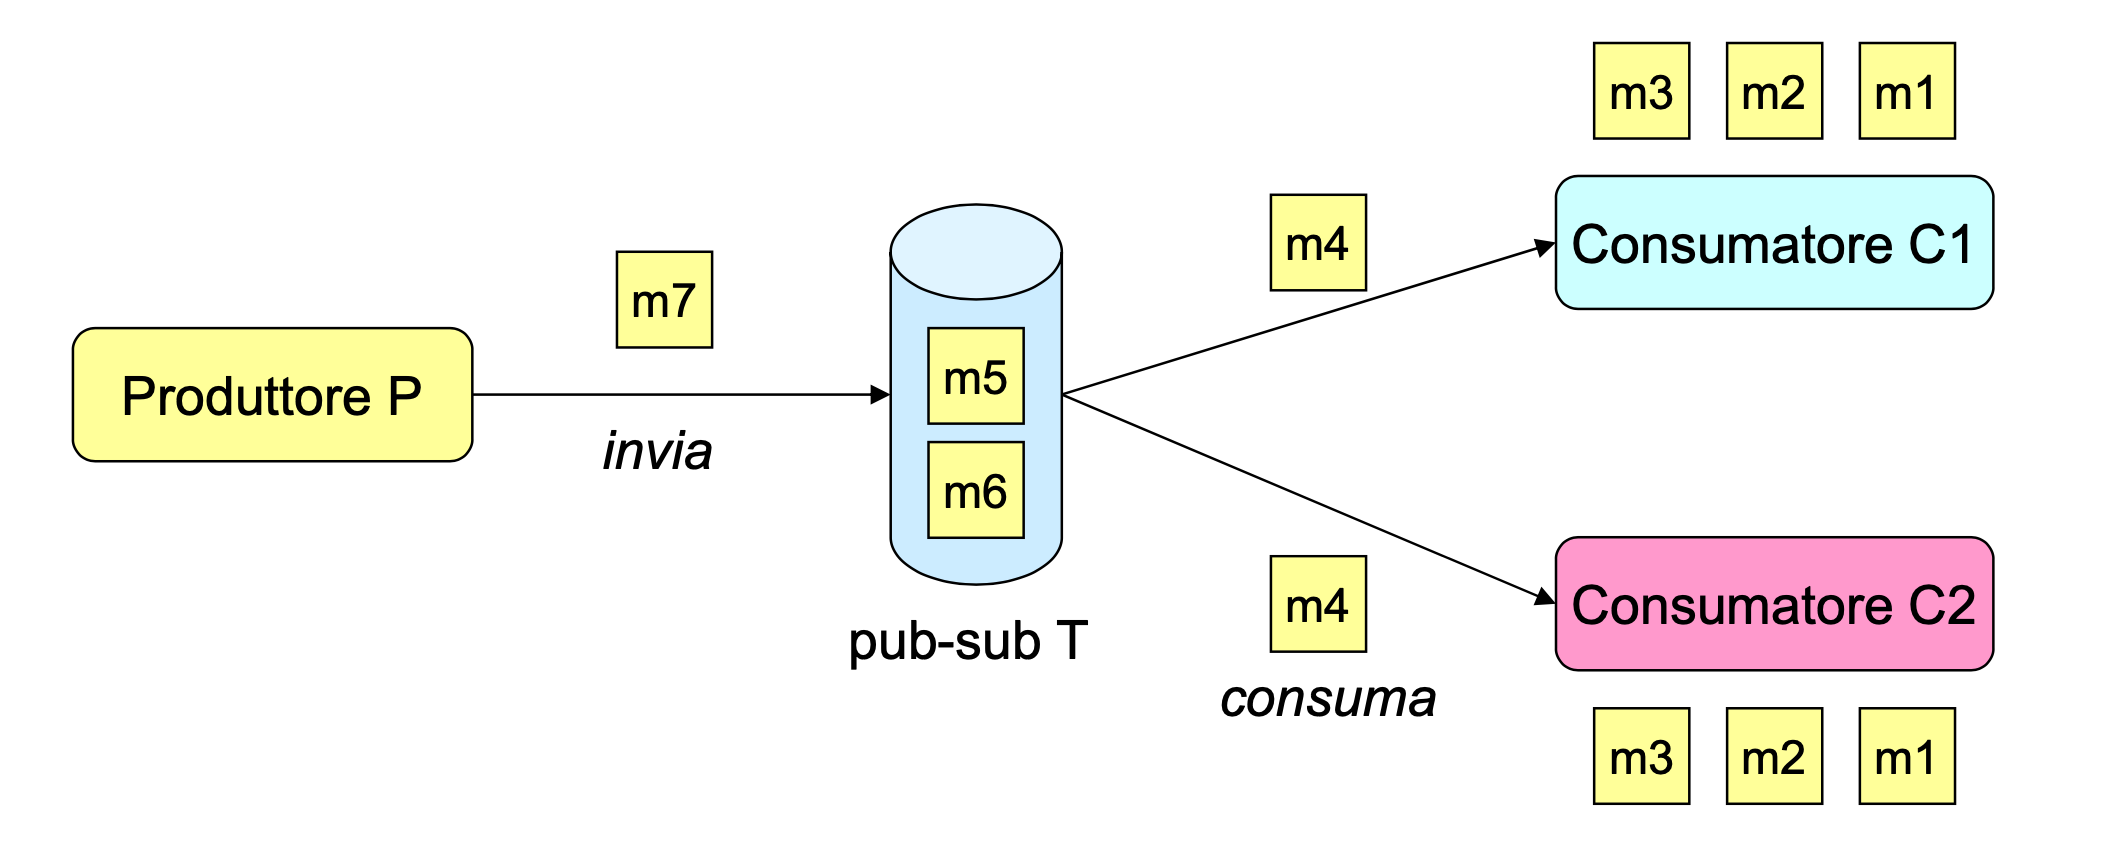 m3 m2 m1
m4
Consumatore C1
m7
Produttore P
invia
m5
m6
pub-sub T
m4
consuma
Consumatore C2
m3 m2 m1